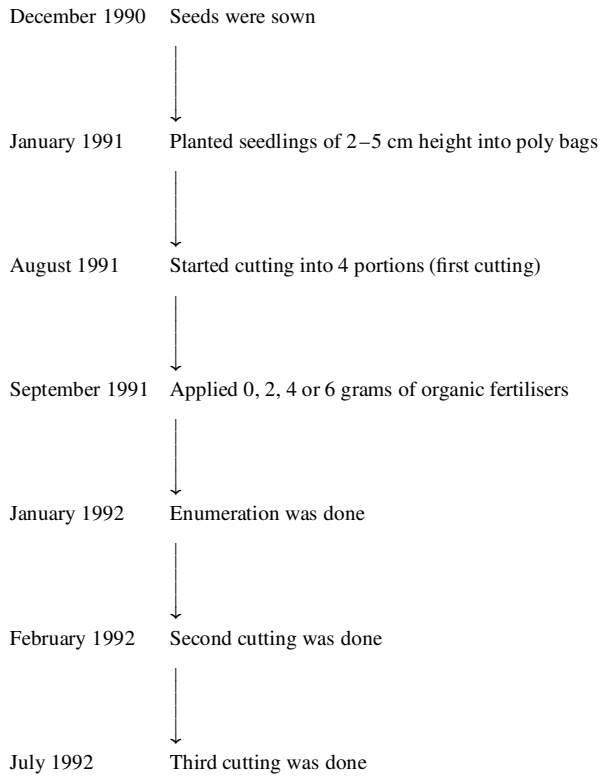 December 1990 Seeds were sown
January 1991 Planted seedlings of 2–5 cm height into poly bags
August 1991 Started cutting into 4 portions (first cutting)
September 1991 Applied 0, 2, 4 or 6 grams of organic fertilisers
January 1992 Enumeration was done
February 1992 Second cutting was done
July 1992 Third cutting was done